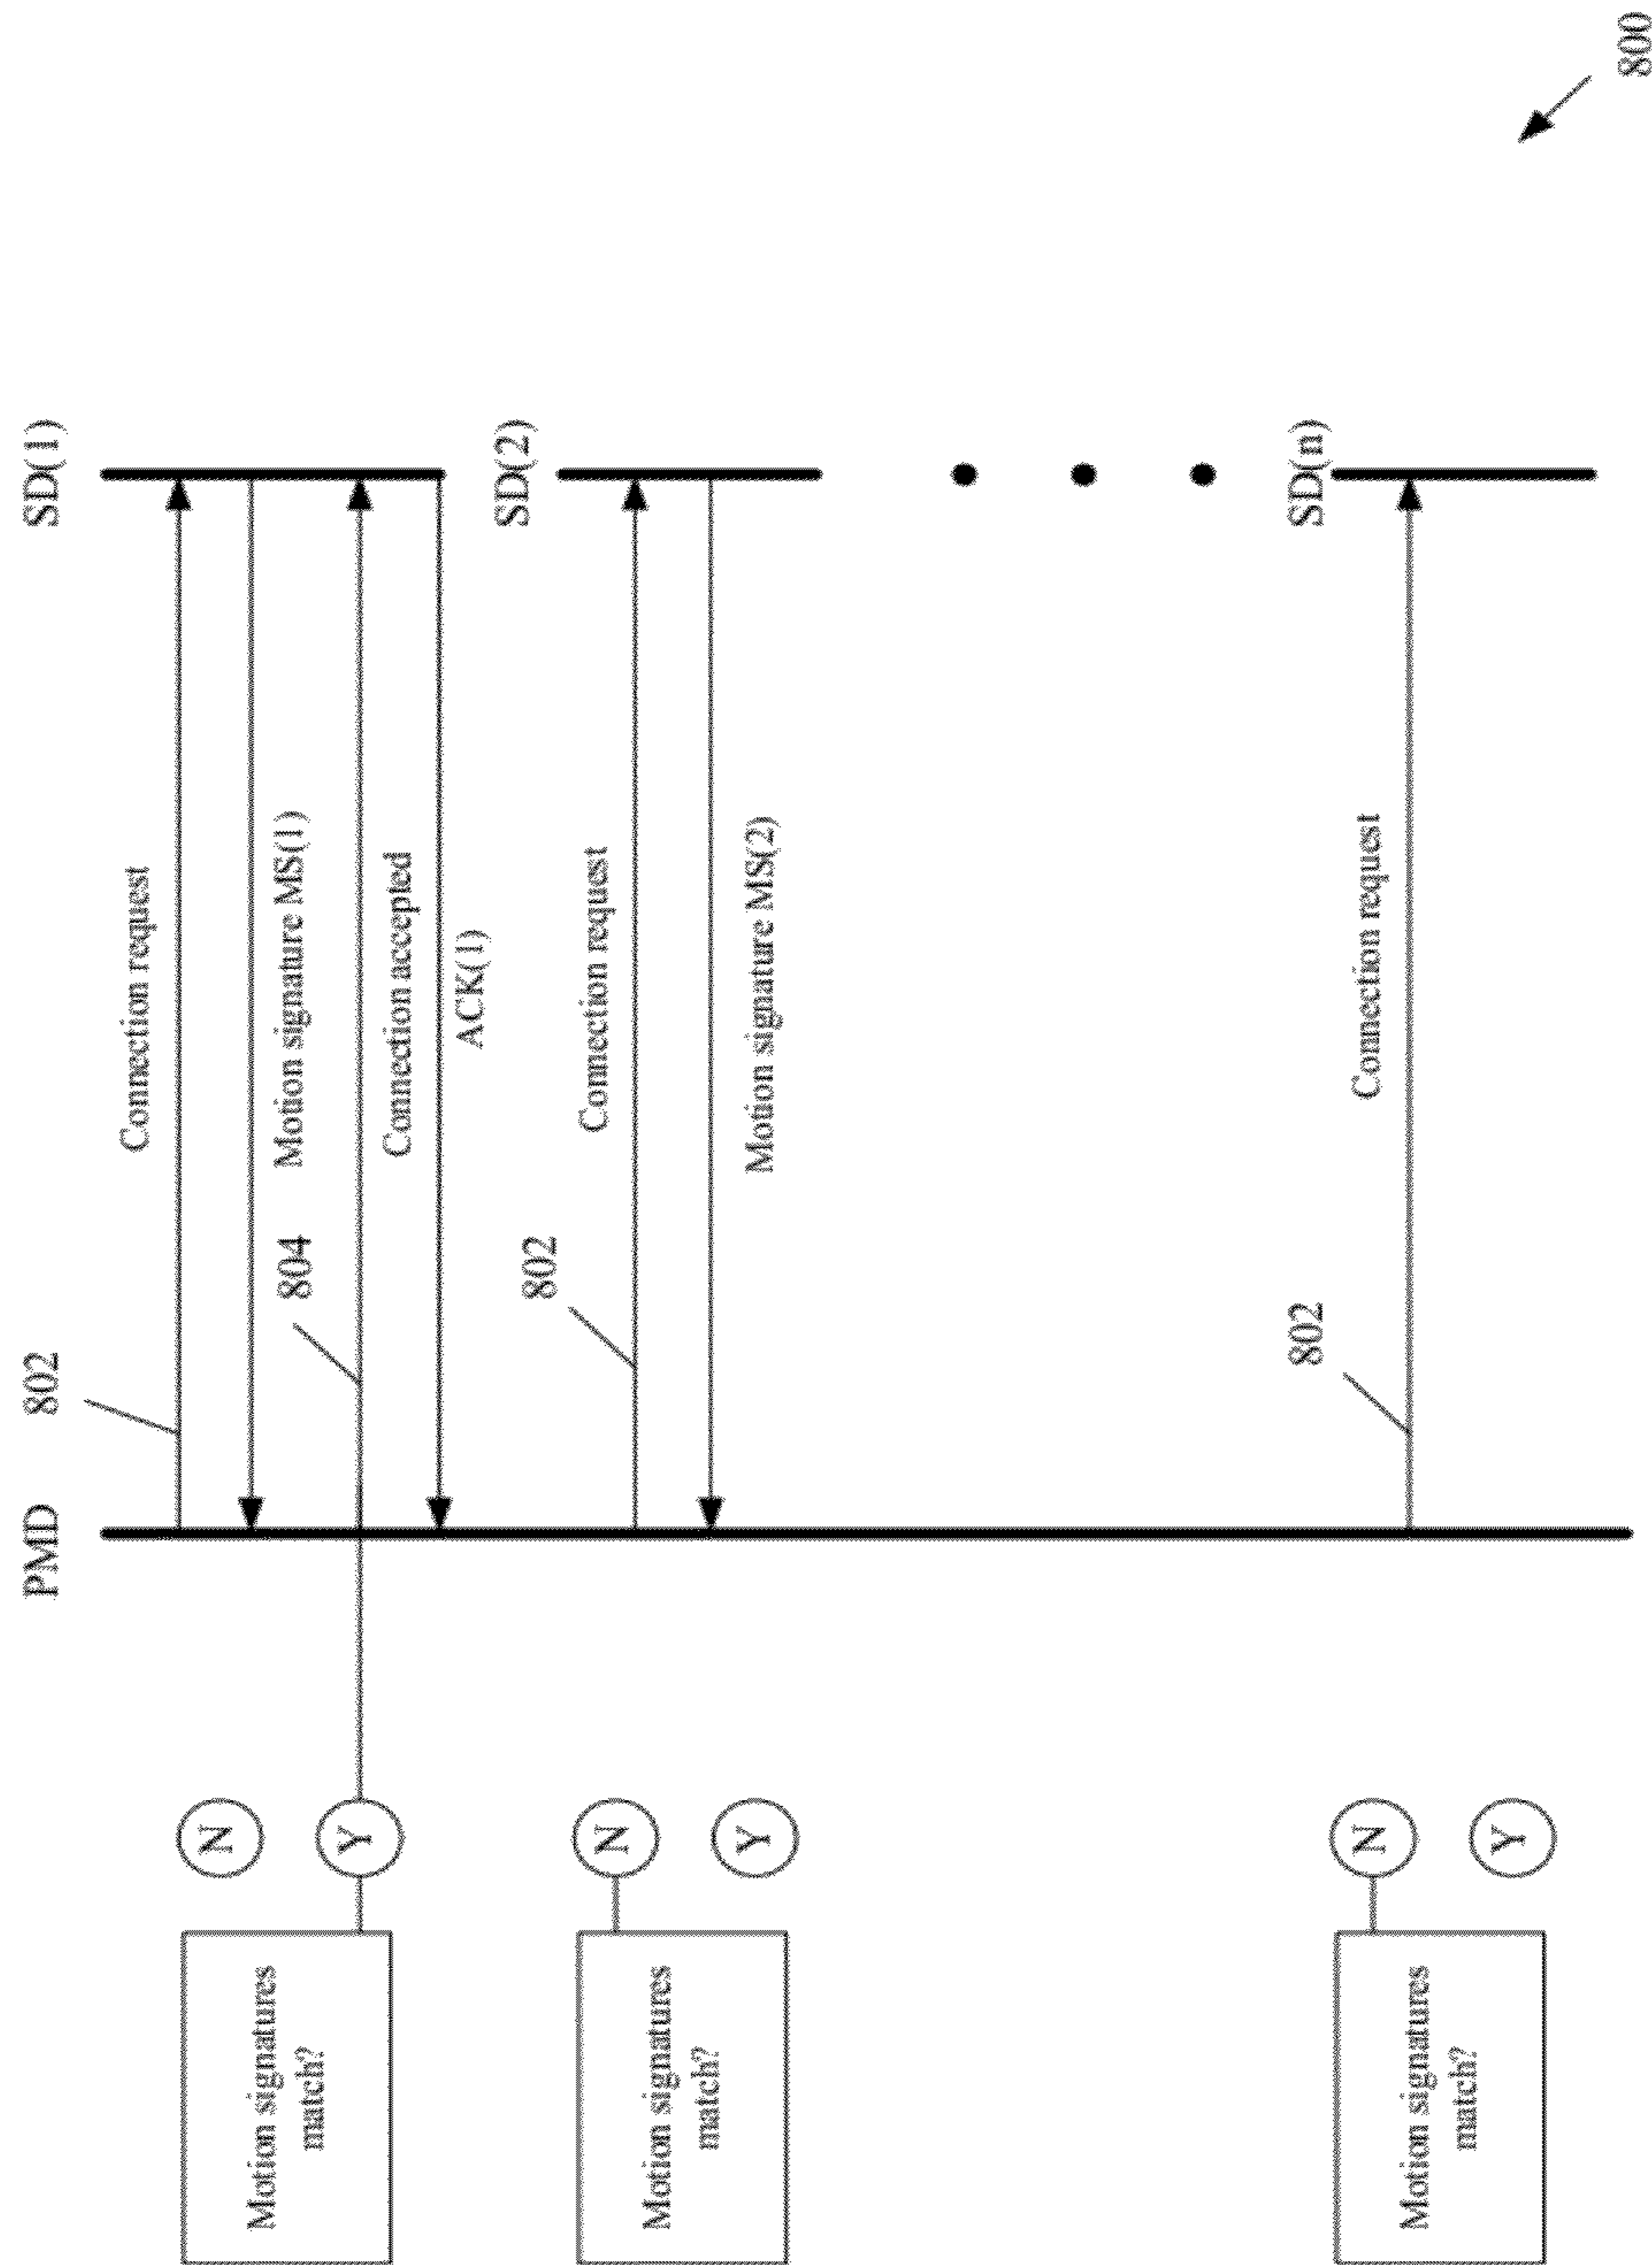 800
PMD
802
SD(1)
Connection request
Motion signature MS(1)
804
Connection accepted
ACK(1)
Motion signatures
match?
N
Y
SD(2)
802
Connection request
Motion signature MS(2)
Motion signatures
match?
N
Y
SD(n)
802
Connection request
Motion signatures
match?
N
Y